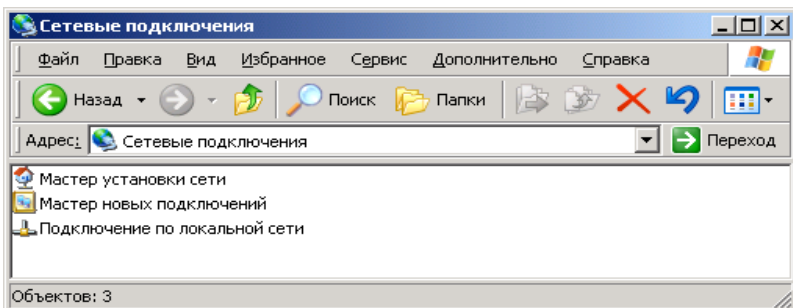 Сетевые подключения
Файл Правка Вид Избранное Сервис Дополнительно Справка
Назад Поиск Папки
Адрес: Сетевые подключения Переход
Мастер установки сети
Мастер новых подключений
Подключение по локальной сети
Объектов: 3